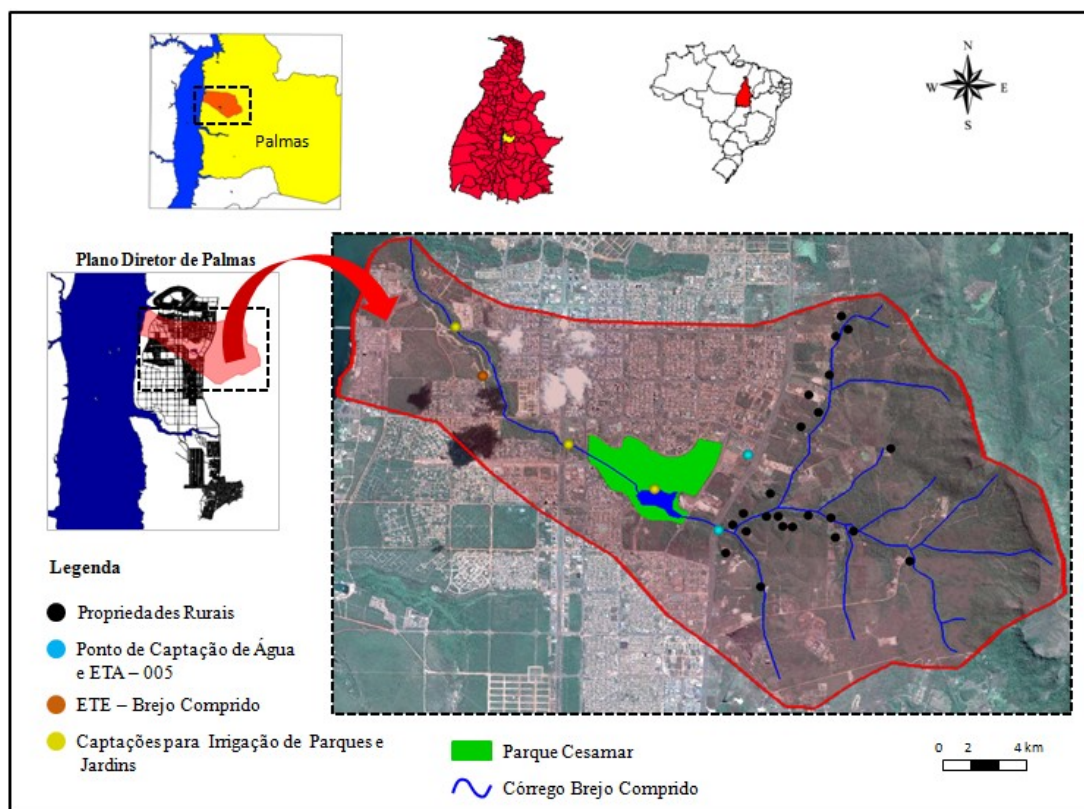 Palmas
N
W E
S
Plano Diretor de Palmas
Legenda
Propriedades Rurais
Ponto de Captação de Água
e ETA – 005
ETE – Brejo Comprido
Captações para Irrigação de Parques e
Jardins
Parque Cesamar
Córrego Brejo Comprido
0 2 4 km